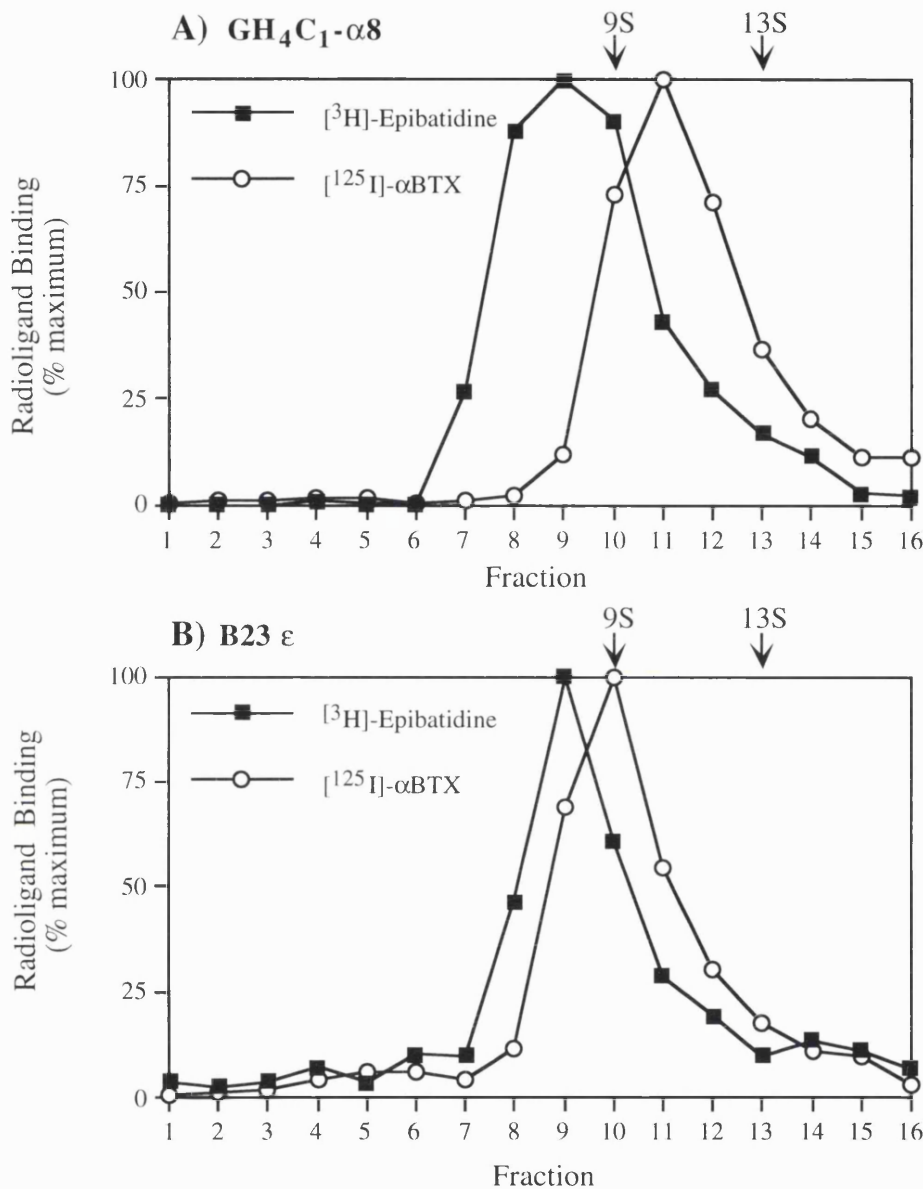 A) GH₄C₁-α8
9S 13S
[³H]-Epibatidine
[¹²⁵I]-αBTX
100
75
50
25
0
Radioligand Binding
(% maximum)
1 2 3 4 5 6 7 8 9 10 11 12 13 14 15 16
Fraction
B) B23 ε
9S 13S
[³H]-Epibatidine
[¹²⁵I]-αBTX
100
75
50
25
0
Radioligand Binding
(% maximum)
1 2 3 4 5 6 7 8 9 10 11 12 13 14 15 16
Fraction